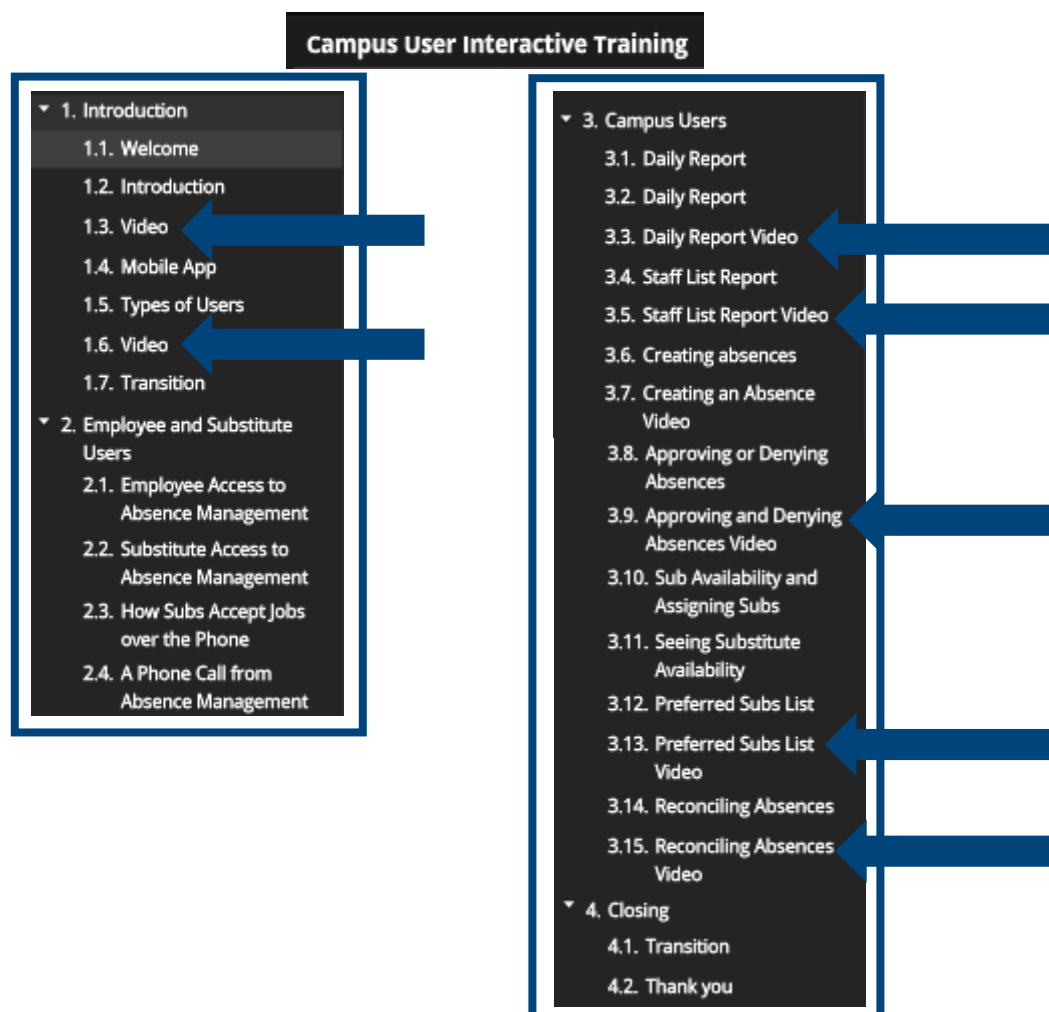 Campus User Interactive Training
1. Introduction
1.1. Welcome
1.2. Introduction
1.3. Video
1.4. Mobile App
1.5. Types of Users
1.6. Video
1.7. Transition
2. Employee and Substitute
Users
2.1. Employee Access to
Absence Management
2.2. Substitute Access to
Absence Management
2.3. How Subs Accept Jobs
over the Phone
2.4. A Phone Call from
Absence Management
3. Campus Users
3.1. Daily Report
3.2. Daily Report
3.3. Daily Report Video
3.4. Staff List Report
3.5. Staff List Report Video
3.6. Creating absences
3.7. Creating an Absence
Video
3.8. Approving or Denying
Absences
3.9. Approving and Denying
Absences Video
3.10. Sub Availability and
Assigning Subs
3.11. Seeing Substitute
Availability
3.12. Preferred Subs List
3.13. Preferred Subs List
Video
3.14. Reconciling Absences
3.15. Reconciling Absences
Video
4. Closing
4.1. Transition
4.2. Thank you